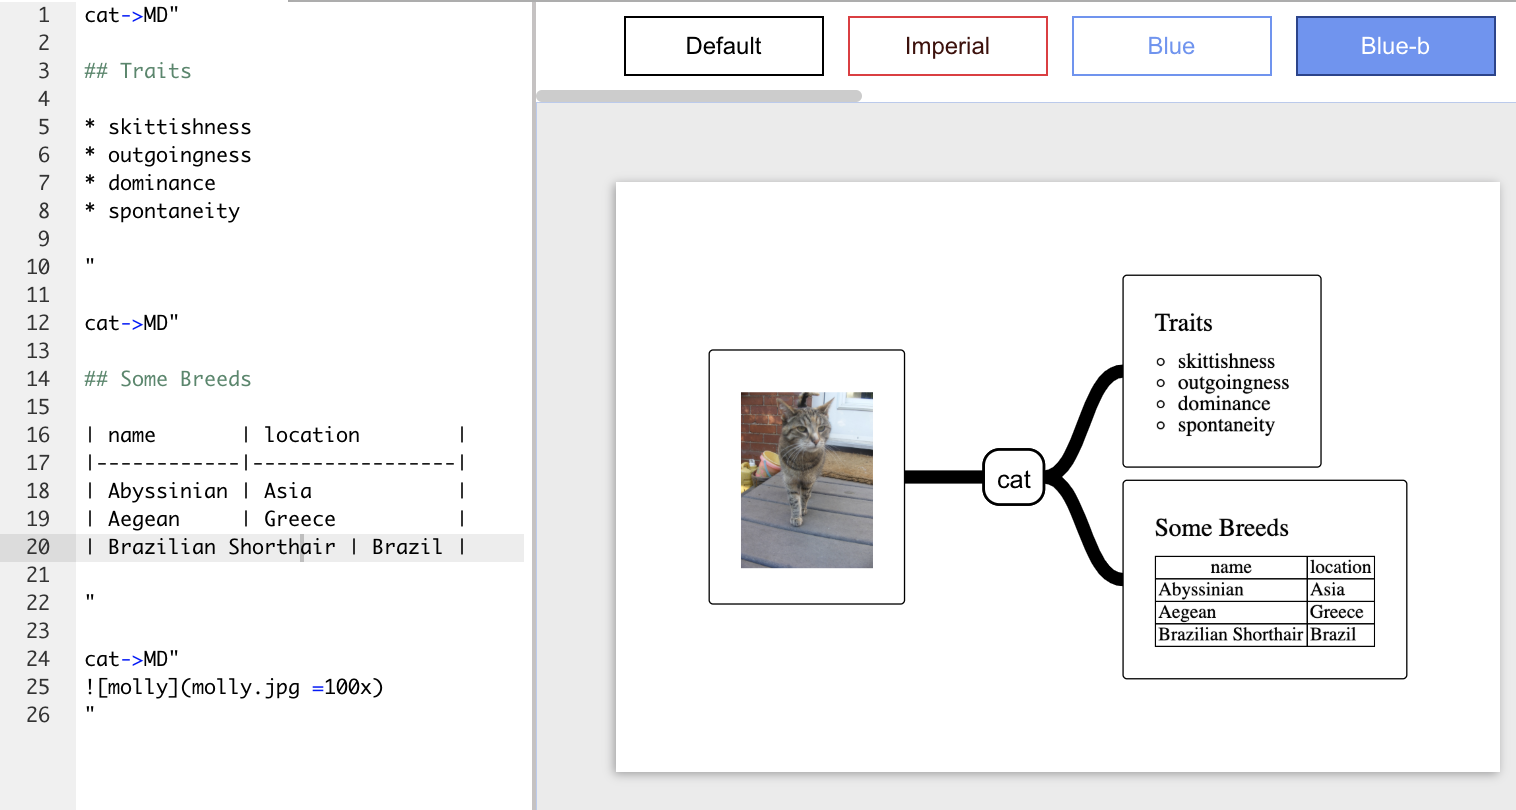 1 cat->MD"
2
3 ## Traits
4
5 * skittishness
6 * outgoingness
7 * dominance
8 * spontaneity
9
10 "
11
12 cat->MD"
13
14 ## Some Breeds
15
16 | name       | location        |
17 |------------|-----------------|
18 | Abyssinian | Asia            |
19 | Aegean     | Greece          |
20 | Brazilian Shorthair | Brazil |
21
22 "
23
24 cat->MD"
25 ![molly](molly.jpg =100x)
26 "
Default Imperial Blue Blue-b
cat
Traits
skittishness
outgoingness
dominance
spontaneity
Some Breeds
name location
Abyssinian Asia
Aegean Greece
Brazilian Shorthair Brazil